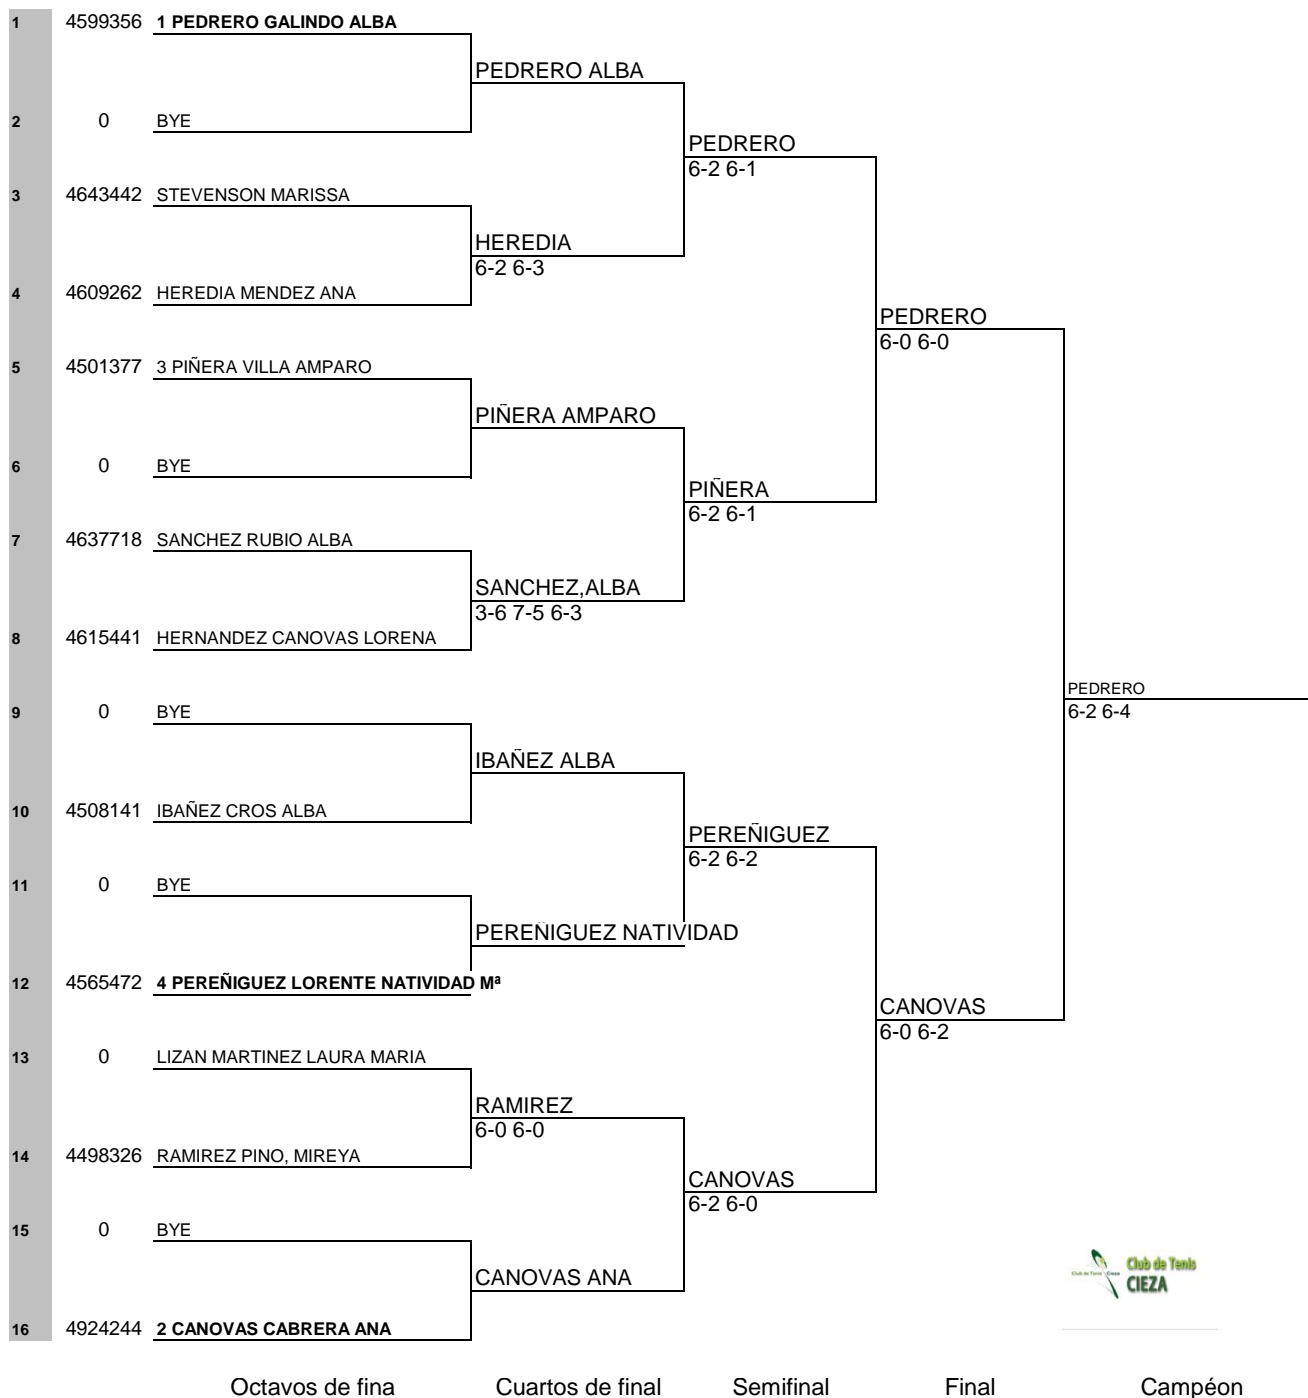 1 4599356 1 PEDRERO GALINDO ALBA
PEDRERO ALBA
2 0 BYE
PEDRERO
6-2 6-1
3 4643442 STEVENSON MARISSA
HEREDIA
6-2 6-3
4 4609262 HEREDIA MENDEZ ANA
PEDRERO
6-0 6-0
5 4501377 3 PIÑERA VILLA AMPARO
PIÑERA AMPARO
6 0 BYE
PIÑERA
6-2 6-1
7 4637718 SANCHEZ RUBIO ALBA
SANCHEZ,ALBA
3-6 7-5 6-3
8 4615441 HERNANDEZ CANOVAS LORENA
PEDRERO
6-2 6-4
9 0 BYE
IBAÑEZ ALBA
10 4508141 IBAÑEZ CROS ALBA
PEREÑIGUEZ
6-2 6-2
11 0 BYE
PEREÑIGUEZ NATIVIDAD
12 4565472 4 PEREÑIGUEZ LORENTE NATIVIDAD Mª
CANOVAS
6-0 6-2
13 0 LIZAN MARTINEZ LAURA MARIA
RAMIREZ
6-0 6-0
14 4498326 RAMIREZ PINO, MIREYA
CANOVAS
6-2 6-0
15 0 BYE
CANOVAS ANA
Club de Tenis Cieza
Club de Tenis
CIEZA
16 4924244 2 CANOVAS CABRERA ANA
Octavos de fina Cuartos de final Semifinal Final Campéon